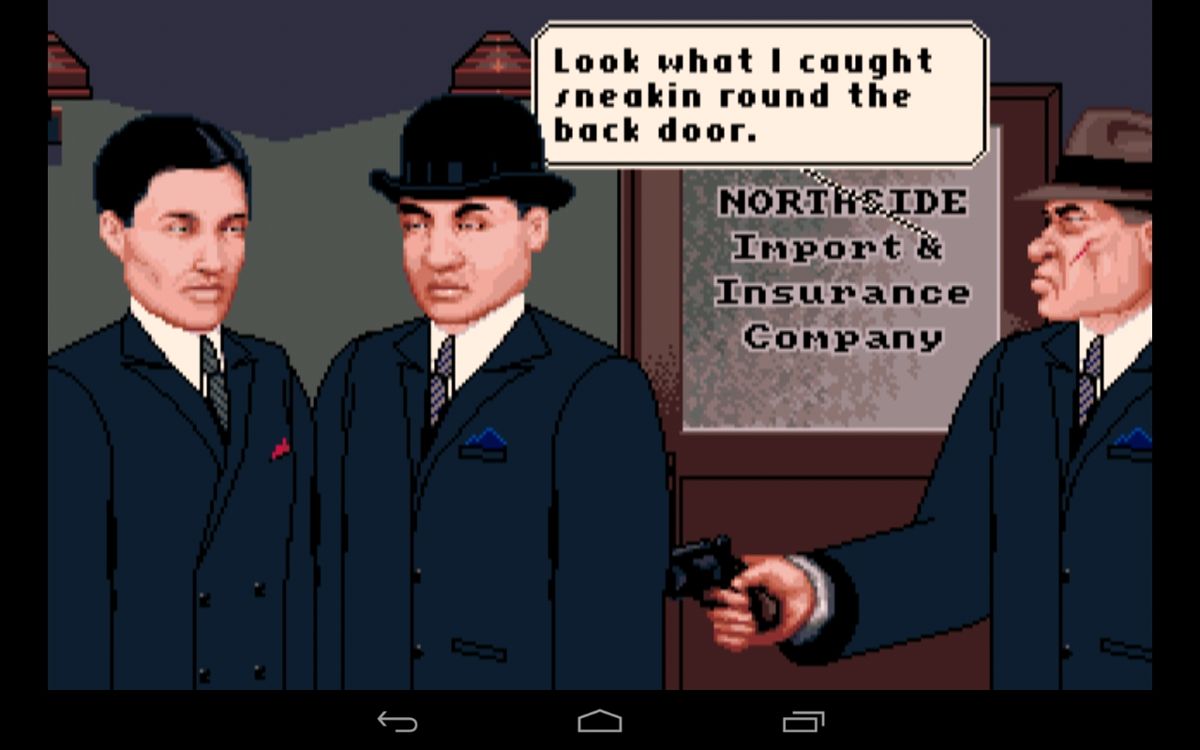 Look what I caught
sneakin round the
back door.
NORTHSIDE
Import &
Insurance
Company